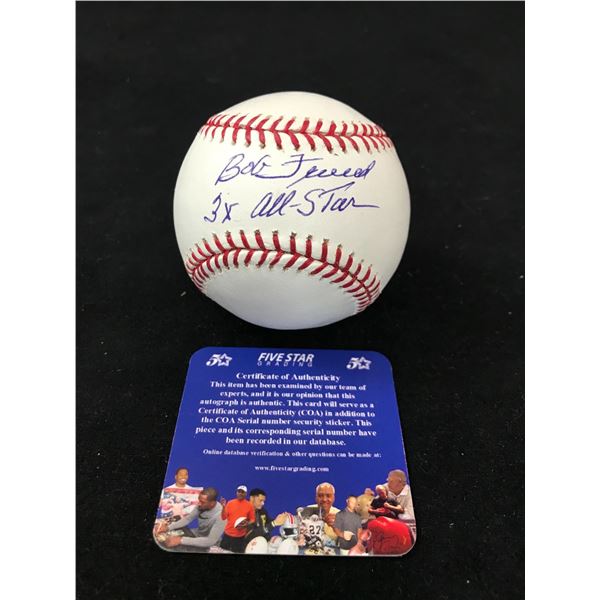 Bob Friend
3x All-Star
FIVE STAR
GRADING
Certificate of Authenticity
This item has been examined by our team of
experts, and it is our opinion that this
autograph is authentic. This card will serve as a
Certificate of Authenticity (COA) in addition to
the COA Serial number security sticker. This
piece and its corresponding serial number have
been recorded in our database.
Online database verification & other questions can be made at:
www.fivestargrading.com
27